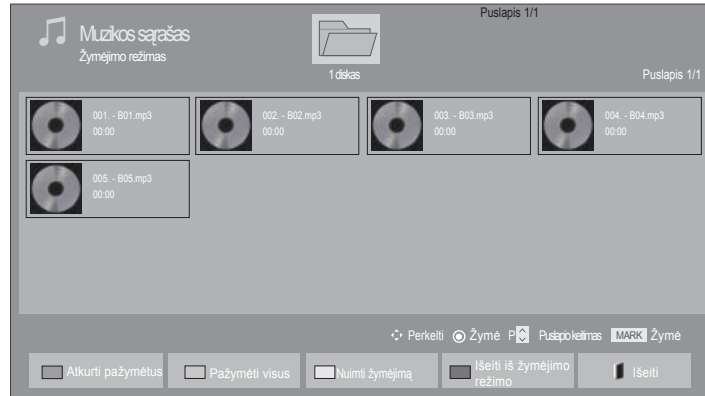 Puslapis 1/1
Muzikos sąrašas
Žymėjimo režimas
1 diskas
Puslapis 1/1
001. - B01.mp3
00:00
002. - B02.mp3
00:00
003. - B03.mp3
00:00
004. - B04.mp3
00:00
005. - B05.mp3
00:00
Perkelti Žymė P Puslapio keitimas MARK Žymė
Atkurti pažymėtus Pažymėti visus Nuimti žymėjimą Išeiti iš žymėjimo režimo Išeiti